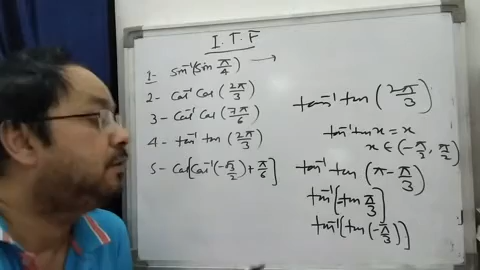 I.T.F
1- Sin⁻¹(Sin π/4) →
2- Cos⁻¹ Cos (2π/3)
3- Cos⁻¹ Cos (7π/6)
4- tan⁻¹ tan (2π/3)
5- Cos[Cos⁻¹(-√3/2)+π/6]
tan⁻¹ tan (2π/3)
tan⁻¹ tan x = x
x ∈ (-π/2, π/2)
tan⁻¹ tan (π - π/3)
tan⁻¹[-tan π/3]
tan⁻¹[tan(-π/3)]